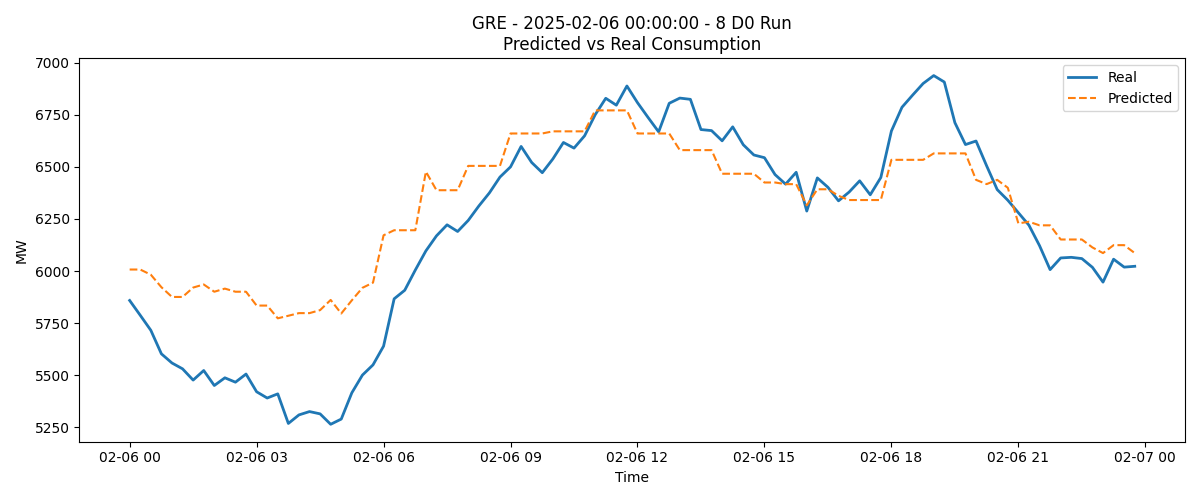 GRE - 2025-02-06 00:00:00 - 8 D0 Run
Predicted vs Real Consumption
7000
6750
6500
6250
6000
5750
5500
5250
MW
Real
Predicted
02-06 00
02-06 03
02-06 06
02-06 09
02-06 12
02-06 15
02-06 18
02-06 21
02-07 00
Time